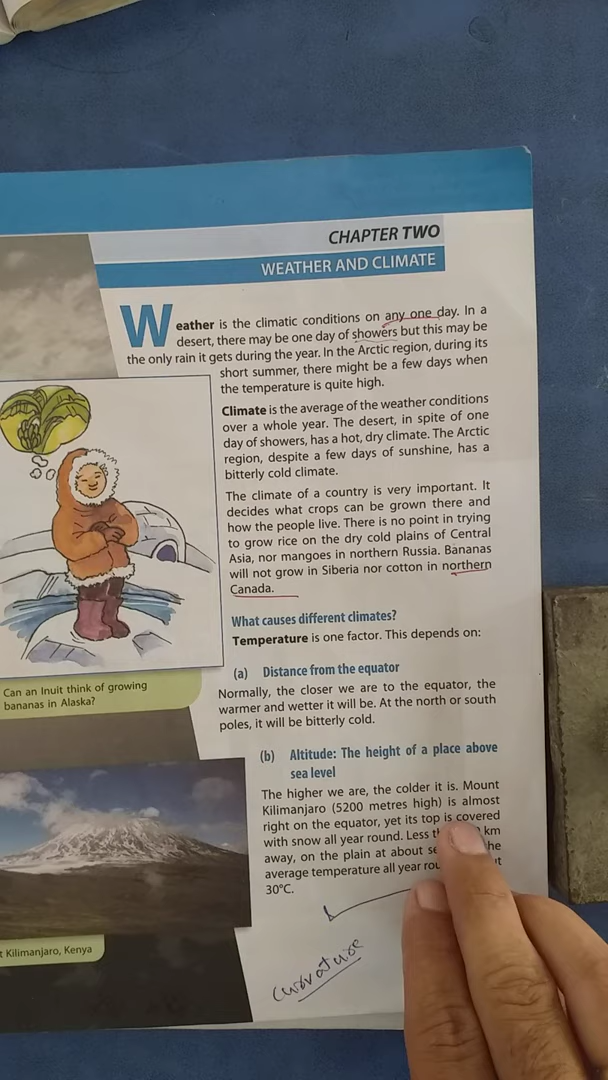 CHAPTER TWO
WEATHER AND CLIMATE
Weather is the climatic conditions on any one day. In a
desert, there may be one day of showers but this may be
the only rain it gets during the year. In the Arctic region, during its
short summer, there might be a few days when
the temperature is quite high.
Climate is the average of the weather conditions
over a whole year. The desert, in spite of one
day of showers, has a hot, dry climate. The Arctic
region, despite a few days of sunshine, has a
bitterly cold climate.
The climate of a country is very important. It
decides what crops can be grown there and
how the people live. There is no point in trying
to grow rice on the dry cold plains of Central
Asia, nor mangoes in northern Russia. Bananas
will not grow in Siberia nor cotton in northern
Canada.
Can an Inuit think of growing
bananas in Alaska?
What causes different climates?
Temperature is one factor. This depends on:
(a) Distance from the equator
Normally, the closer we are to the equator, the
warmer and wetter it will be. At the north or south
poles, it will be bitterly cold.
(b) Altitude: The height of a place above
sea level
The higher we are, the colder it is. Mount
Kilimanjaro (5200 metres high) is almost
right on the equator, yet its top is covered
with snow all year round. Less km
away, on the plain at about
average temperature all year
30°C.
Kilimanjaro, Kenya
curvature